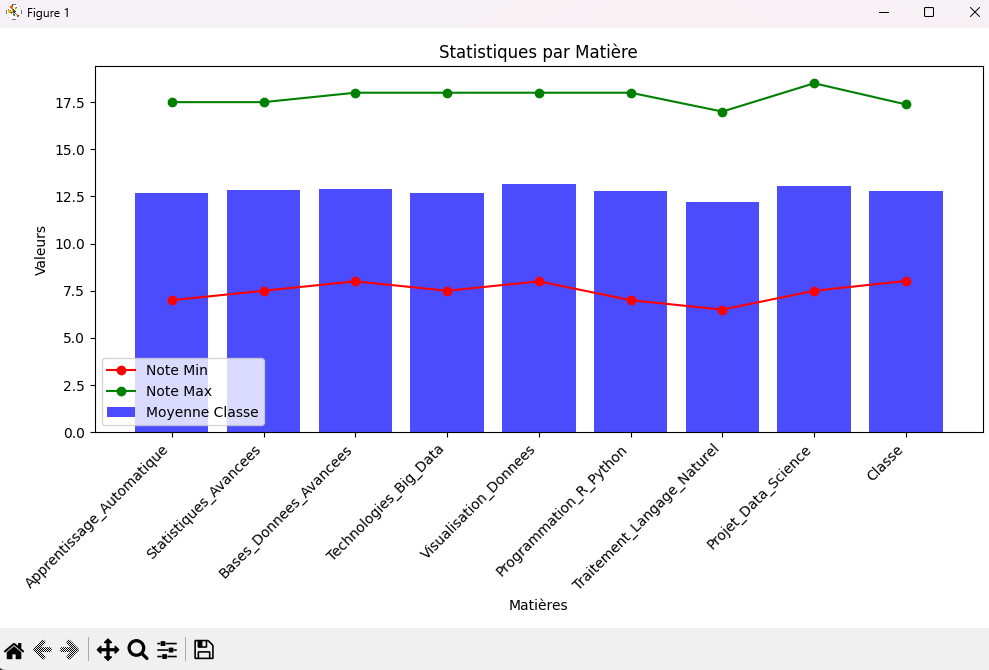 Figure 1
Statistiques par Matière
Valeurs
17.5
15.0
12.5
10.0
7.5
5.0
2.5
0.0
Note Min
Note Max
Moyenne Classe
Apprentissage_Automatique
Statistiques_Avancees
Bases_Donnees_Avancees
Technologies_Big_Data
Visualisation_Donnees
Programmation_R_Python
Traitement_Langage_Naturel
Projet_Data_Science
Classe
Matières